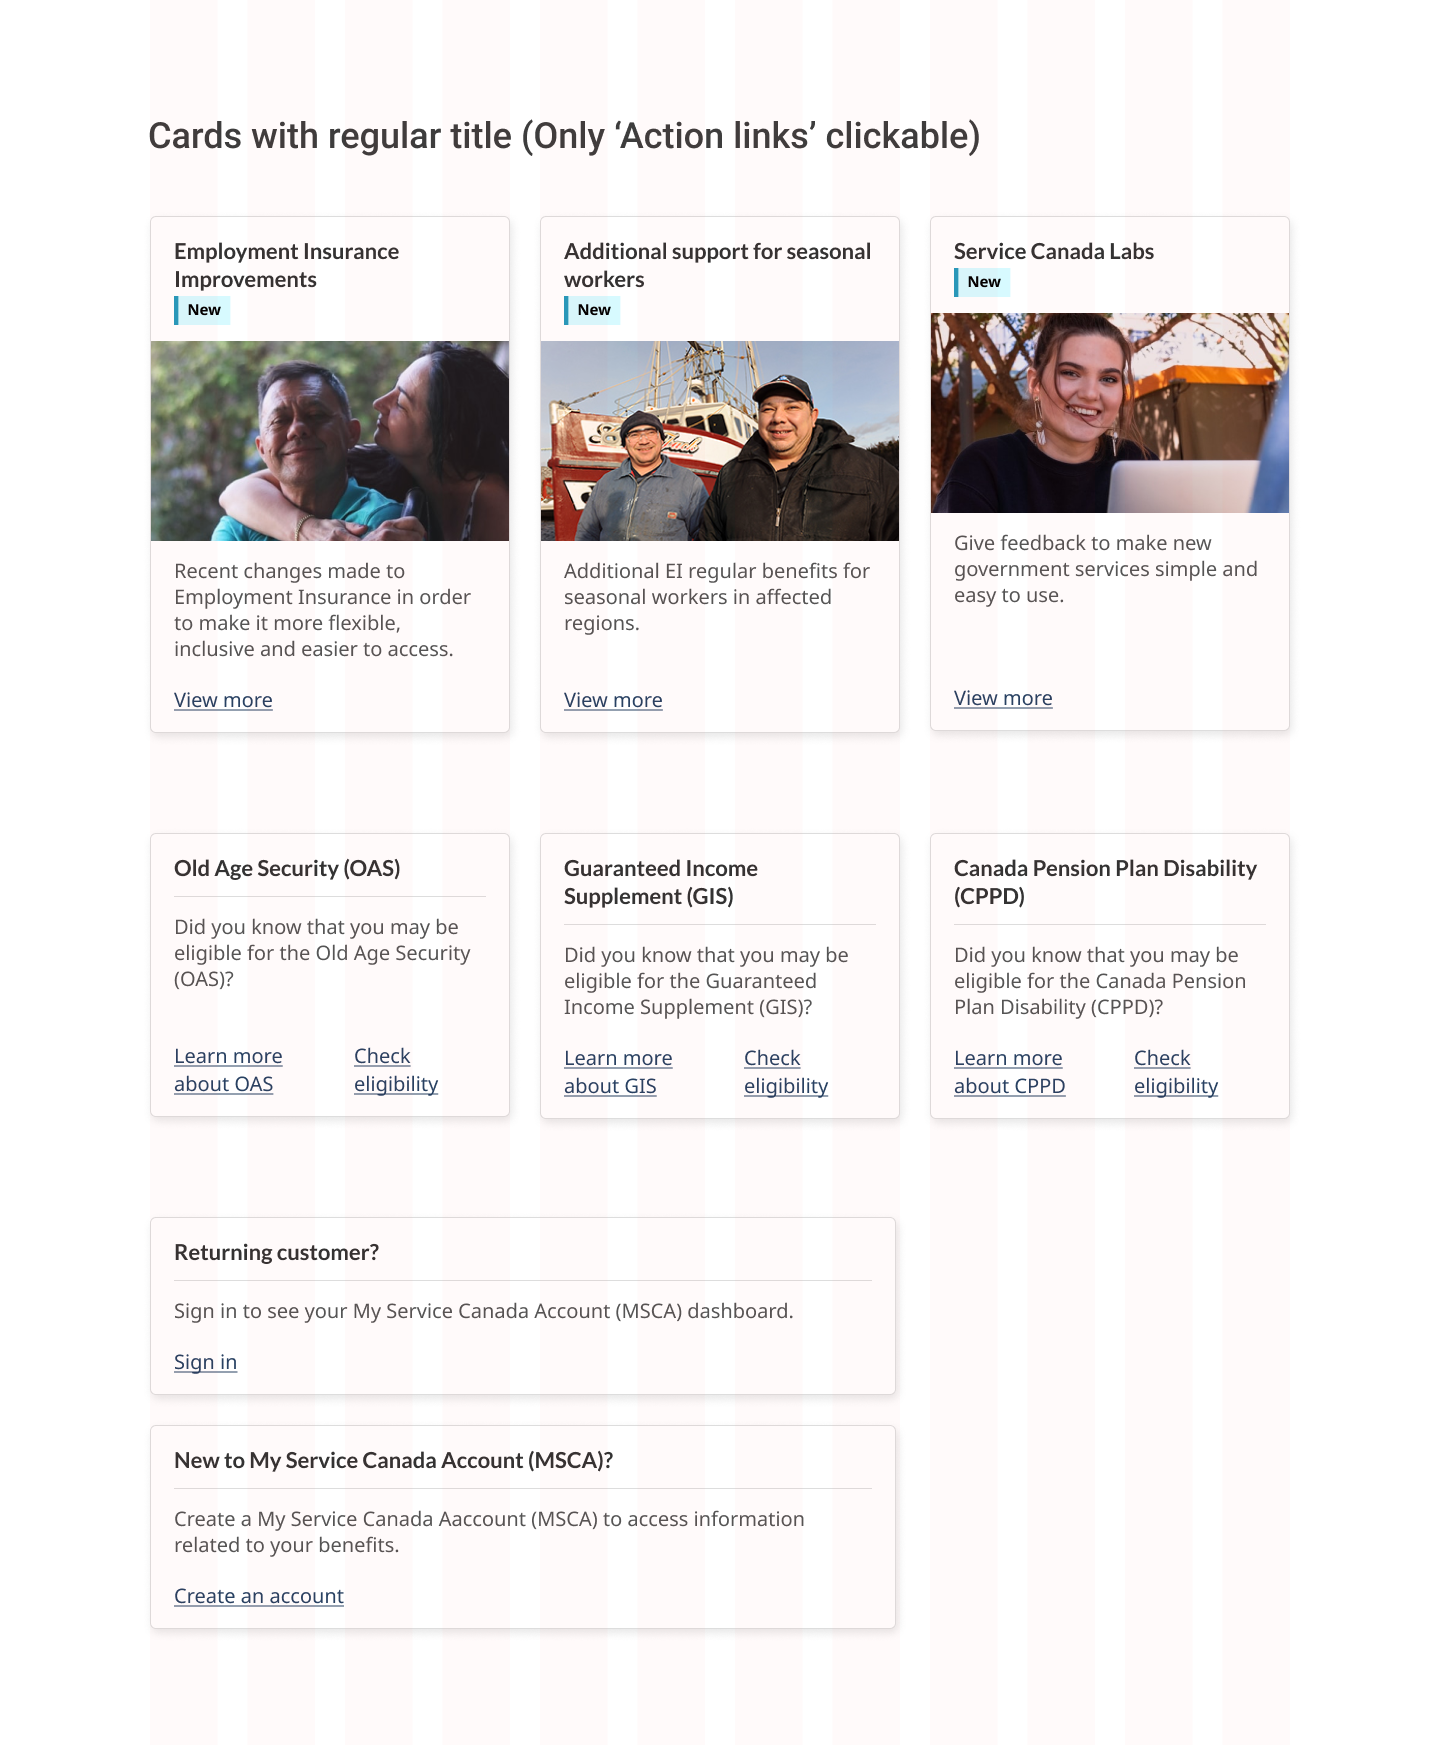 Cards with regular title (Only ‘Action links’ clickable)
Employment Insurance
Improvements
New
Recent changes made to
Employment Insurance in order
to make it more flexible,
inclusive and easier to access.
View more
Additional support for seasonal
workers
New
Additional EI regular benefits for
seasonal workers in affected
regions.
View more
Service Canada Labs
New
Give feedback to make new
government services simple and
easy to use.
View more
Old Age Security (OAS)
Did you know that you may be
eligible for the Old Age Security
(OAS)?
Learn more
about OAS
Check
eligibility
Guaranteed Income
Supplement (GIS)
Did you know that you may be
eligible for the Guaranteed
Income Supplement (GIS)?
Learn more
about GIS
Check
eligibility
Canada Pension Plan Disability
(CPPD)
Did you know that you may be
eligible for the Canada Pension
Plan Disability (CPPD)?
Learn more
about CPPD
Check
eligibility
Returning customer?
Sign in to see your My Service Canada Account (MSCA) dashboard.
Sign in
New to My Service Canada Account (MSCA)?
Create a My Service Canada Aaccount (MSCA) to access information
related to your benefits.
Create an account